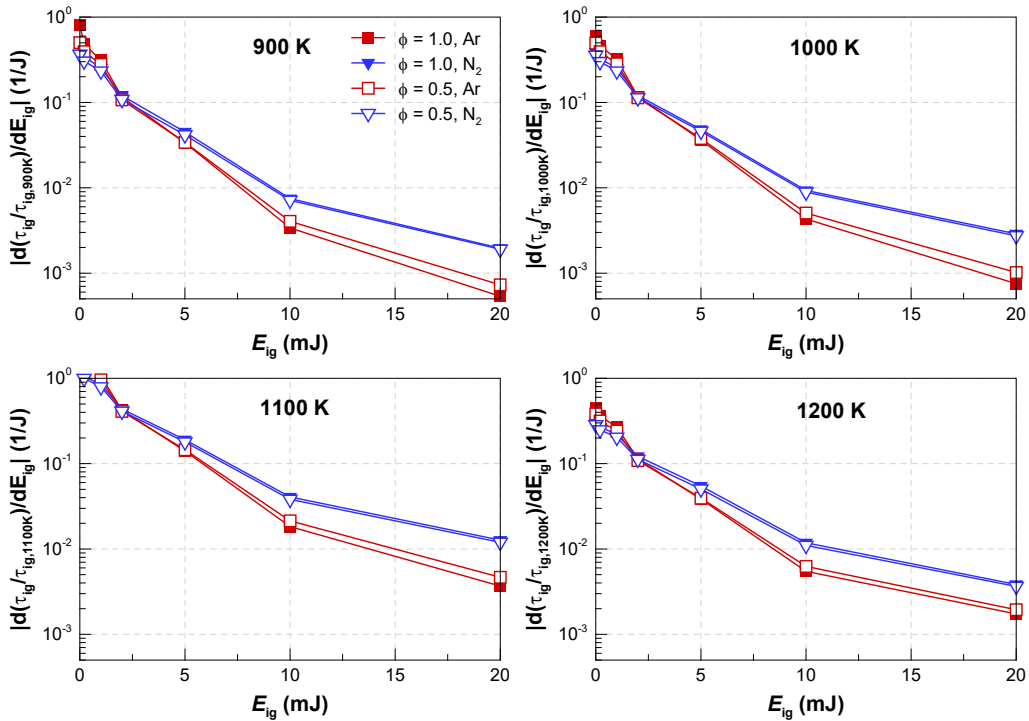 |d(τig/τig,900K)/dEig| (1/J)
10⁰
10⁻¹
10⁻²
10⁻³
900 K
ϕ = 1.0, Ar
ϕ = 1.0, N₂
ϕ = 0.5, Ar
ϕ = 0.5, N₂
0 5 10 15 20
Eig (mJ)
|d(τig/τig,1000K)/dEig| (1/J)
10⁰
10⁻¹
10⁻²
10⁻³
1000 K
0 5 10 15 20
Eig (mJ)
|d(τig/τig,1100K)/dEig| (1/J)
10⁰
10⁻¹
10⁻²
10⁻³
1100 K
0 5 10 15 20
Eig (mJ)
|d(τig/τig,1200K)/dEig| (1/J)
10⁰
10⁻¹
10⁻²
10⁻³
1200 K
0 5 10 15 20
Eig (mJ)